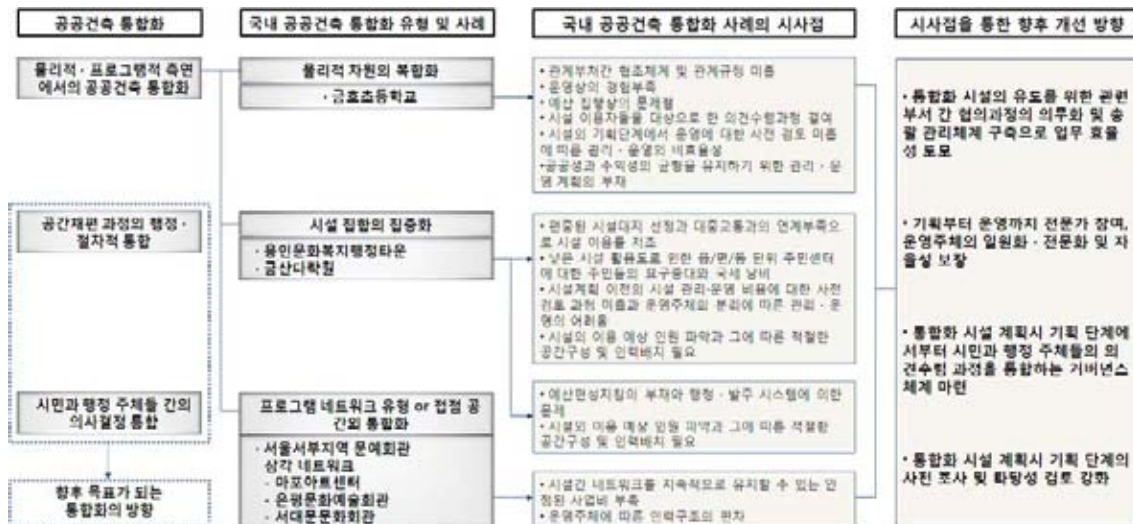 공공건축 통합화
국내 공공건축 통합화 유형 및 사례
국내 공공건축 통합화 사례의 시사점
시사점을 통한 향후 개선 방향
물리적 · 프로그램적 측면
에서의 공공건축 통합화
공간재편 과정의 행정 ·
절차적 통합
시민과 행정 주체들 간의
의사결정 통합
향후 목표가 되는
통합화의 방향
물리적 차원의 복합화
· 금호초등학교
시설 집합의 집중화
· 용인문화복지행정타운
· 금산다락원
프로그램 네트워크 유형 or 접점 공
간의 통합화
· 서울서부지역 문예회관
삼각 네트워크
- 마포아트센터
- 은평문화예술회관
- 서대문문화회관
• 관계부처간 협조체계 및 관계규정 미흡
• 운영상의 경험부족
• 예산 집행상의 문제점
• 시설 이용자들을 대상으로 한 의견수렴과정 결여
• 시설의 기획단계에서 운영에 대한 사전 검토 미흡
에 따른 관리 · 운영의 비효율성
• 공공성과 수익성의 균형을 유지하기 위한 관리 · 운
영 계획의 부재
• 편중된 시설대지 선정과 대중교통과의 연계부족으
로 시설 이용률 저조
• 낮은 시설 활용도로 인한 읍/면/동 단위 주민센터
에 대한 주민들의 요구증대와 국세 낭비
• 시설계획 이전의 시설 관리·운영 비용에 대한 사전
검토 과정 미흡과 운영주체의 분리에 따른 관리 · 운
영의 어려움
• 시설의 이용 예상 인원 파악과 그에 따른 적절한
공간구성 및 인력배치 필요
• 예산편성지침의 부재와 행정 · 발주 시스템에 의한
문제
• 시설의 이용 예상 인원 파악과 그에 따른 적절한
공간구성 및 인력배치 필요
• 시설간 네트워크를 지속적으로 유지할 수 있는 안
정된 사업비 부족
• 운영주체에 따른 인력구조의 편차
• 통합화 시설의 유도를 위한 관련
부서 간 협의과정의 의무화 및 총
괄 관리체계 구축으로 업무 효율
성 도모
• 기획부터 운영까지 전문가 참여,
운영주체의 일원화 · 전문화 및 자
율성 보장
• 통합화 시설 계획시 기획 단계에
서부터 시민과 행정 주체들의 의
견수렴 과정을 통합하는 거버넌스
체계 마련
• 통합화 시설 계획시 기획 단계의
사전 조사 및 타당성 검토 강화